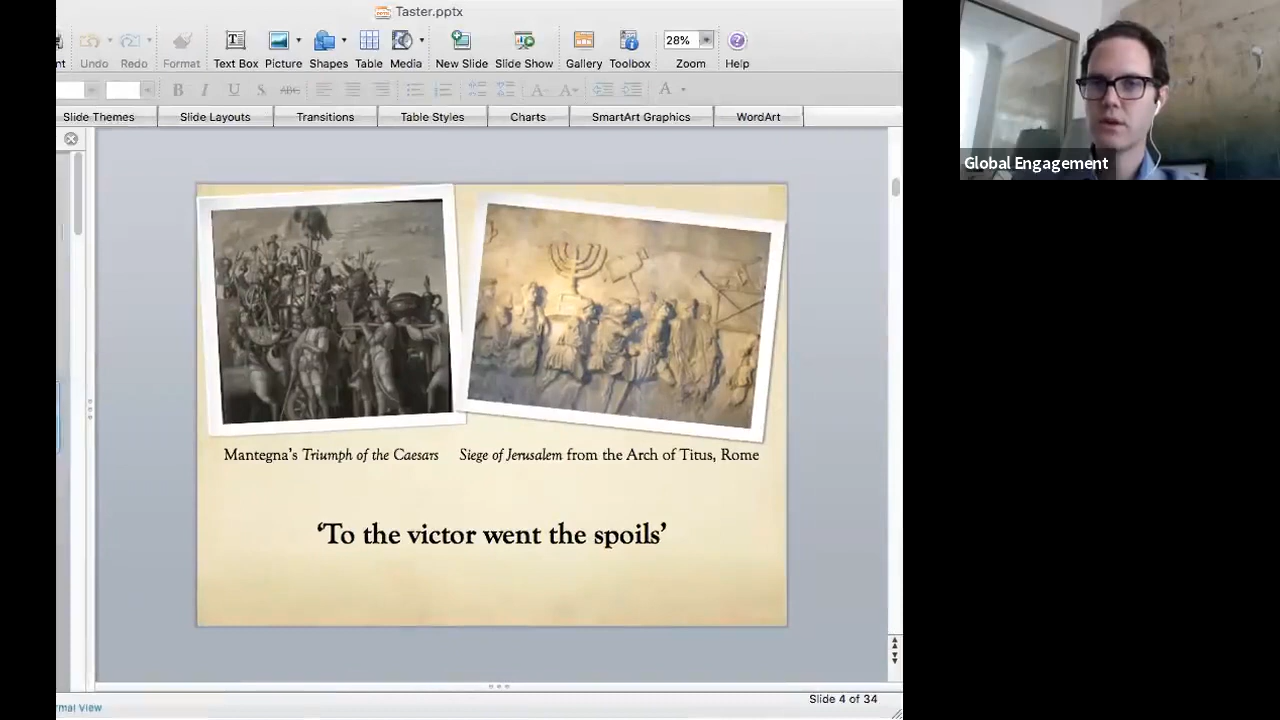 Taster.pptx
28%
nt Undo Redo Format Text Box Picture Shapes Table Media New Slide Slide Show Gallery Toolbox Zoom Help
B I U S ABC A A A
Slide Themes Slide Layouts Transitions Table Styles Charts SmartArt Graphics WordArt
Global Engagement
Mantegna's Triumph of the Caesars
Siege of Jerusalem from the Arch of Titus, Rome
‘To the victor went the spoils’
Slide 4 of 34
rmal View